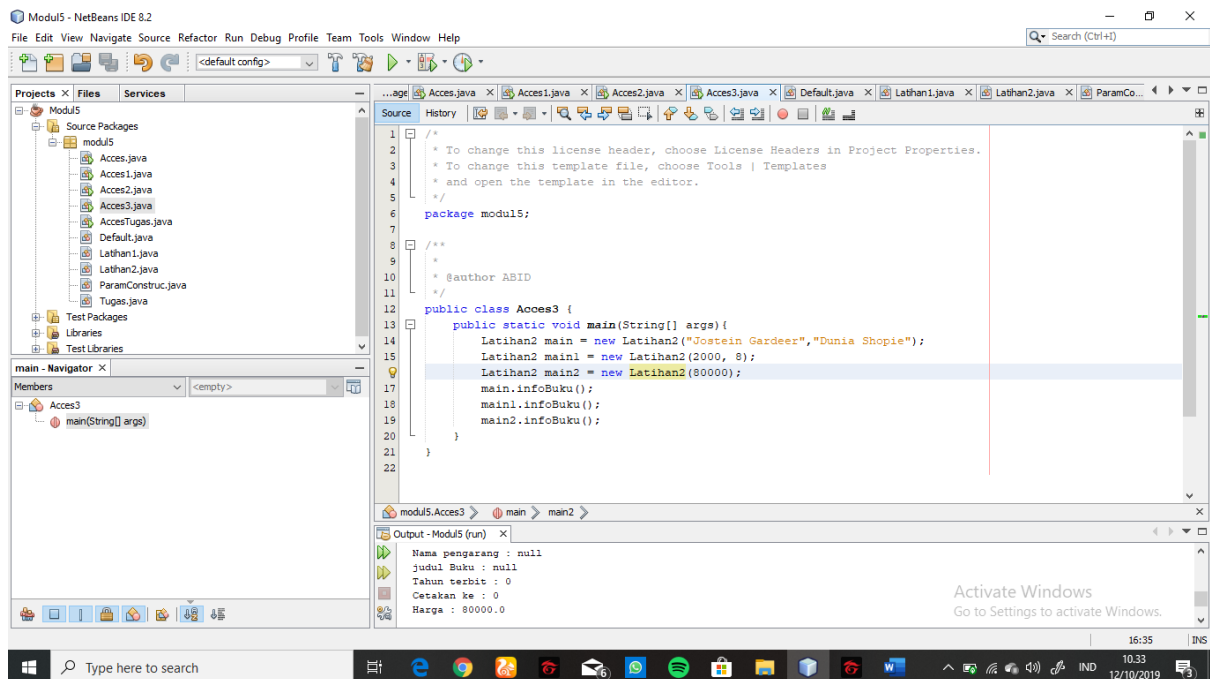 Modul5 - NetBeans IDE 8.2
File Edit View Navigate Source Refactor Run Debug Profile Team Tools Window Help
Search (Ctrl+I)
<default config>
Projects Files Services
Modul5
Source Packages
modul5
Acces.java
Acces1.java
Acces2.java
Acces3.java
AccesTugas.java
Default.java
Latihan1.java
Latihan2.java
ParamConstruc.java
Tugas.java
Test Packages
Libraries
Test Libraries
main - Navigator
Members <empty>
Acces3
main(String[] args)
...age Acces.java Acces1.java Acces2.java Acces3.java Default.java Latihan1.java Latihan2.java ParamCo...
Source History
1 /*
2 * To change this license header, choose License Headers in Project Properties.
3 * To change this template file, choose Tools | Templates
4 * and open the template in the editor.
5 */
6 package modul5;
7
8 /**
9 *
10 * @author ABID
11 */
12 public class Acces3 {
13 public static void main(String[] args){
14 Latihan2 main = new Latihan2("Jostein Gardeer","Dunia Shopie");
15 Latihan2 main1 = new Latihan2(2000, 8);
Latihan2 main2 = new Latihan2(80000);
17 main.infoBuku();
18 main1.infoBuku();
19 main2.infoBuku();
20 }
21 }
22
modul5.Acces3 main main2
Output - Modul5 (run)
Nama pengarang : null
judul Buku : null
Tahun terbit : 0
Cetakan ke : 0
Harga : 80000.0
Activate Windows
Go to Settings to activate Windows.
16:35 INS
Type here to search
6
IND
10.33
12/10/2019
3